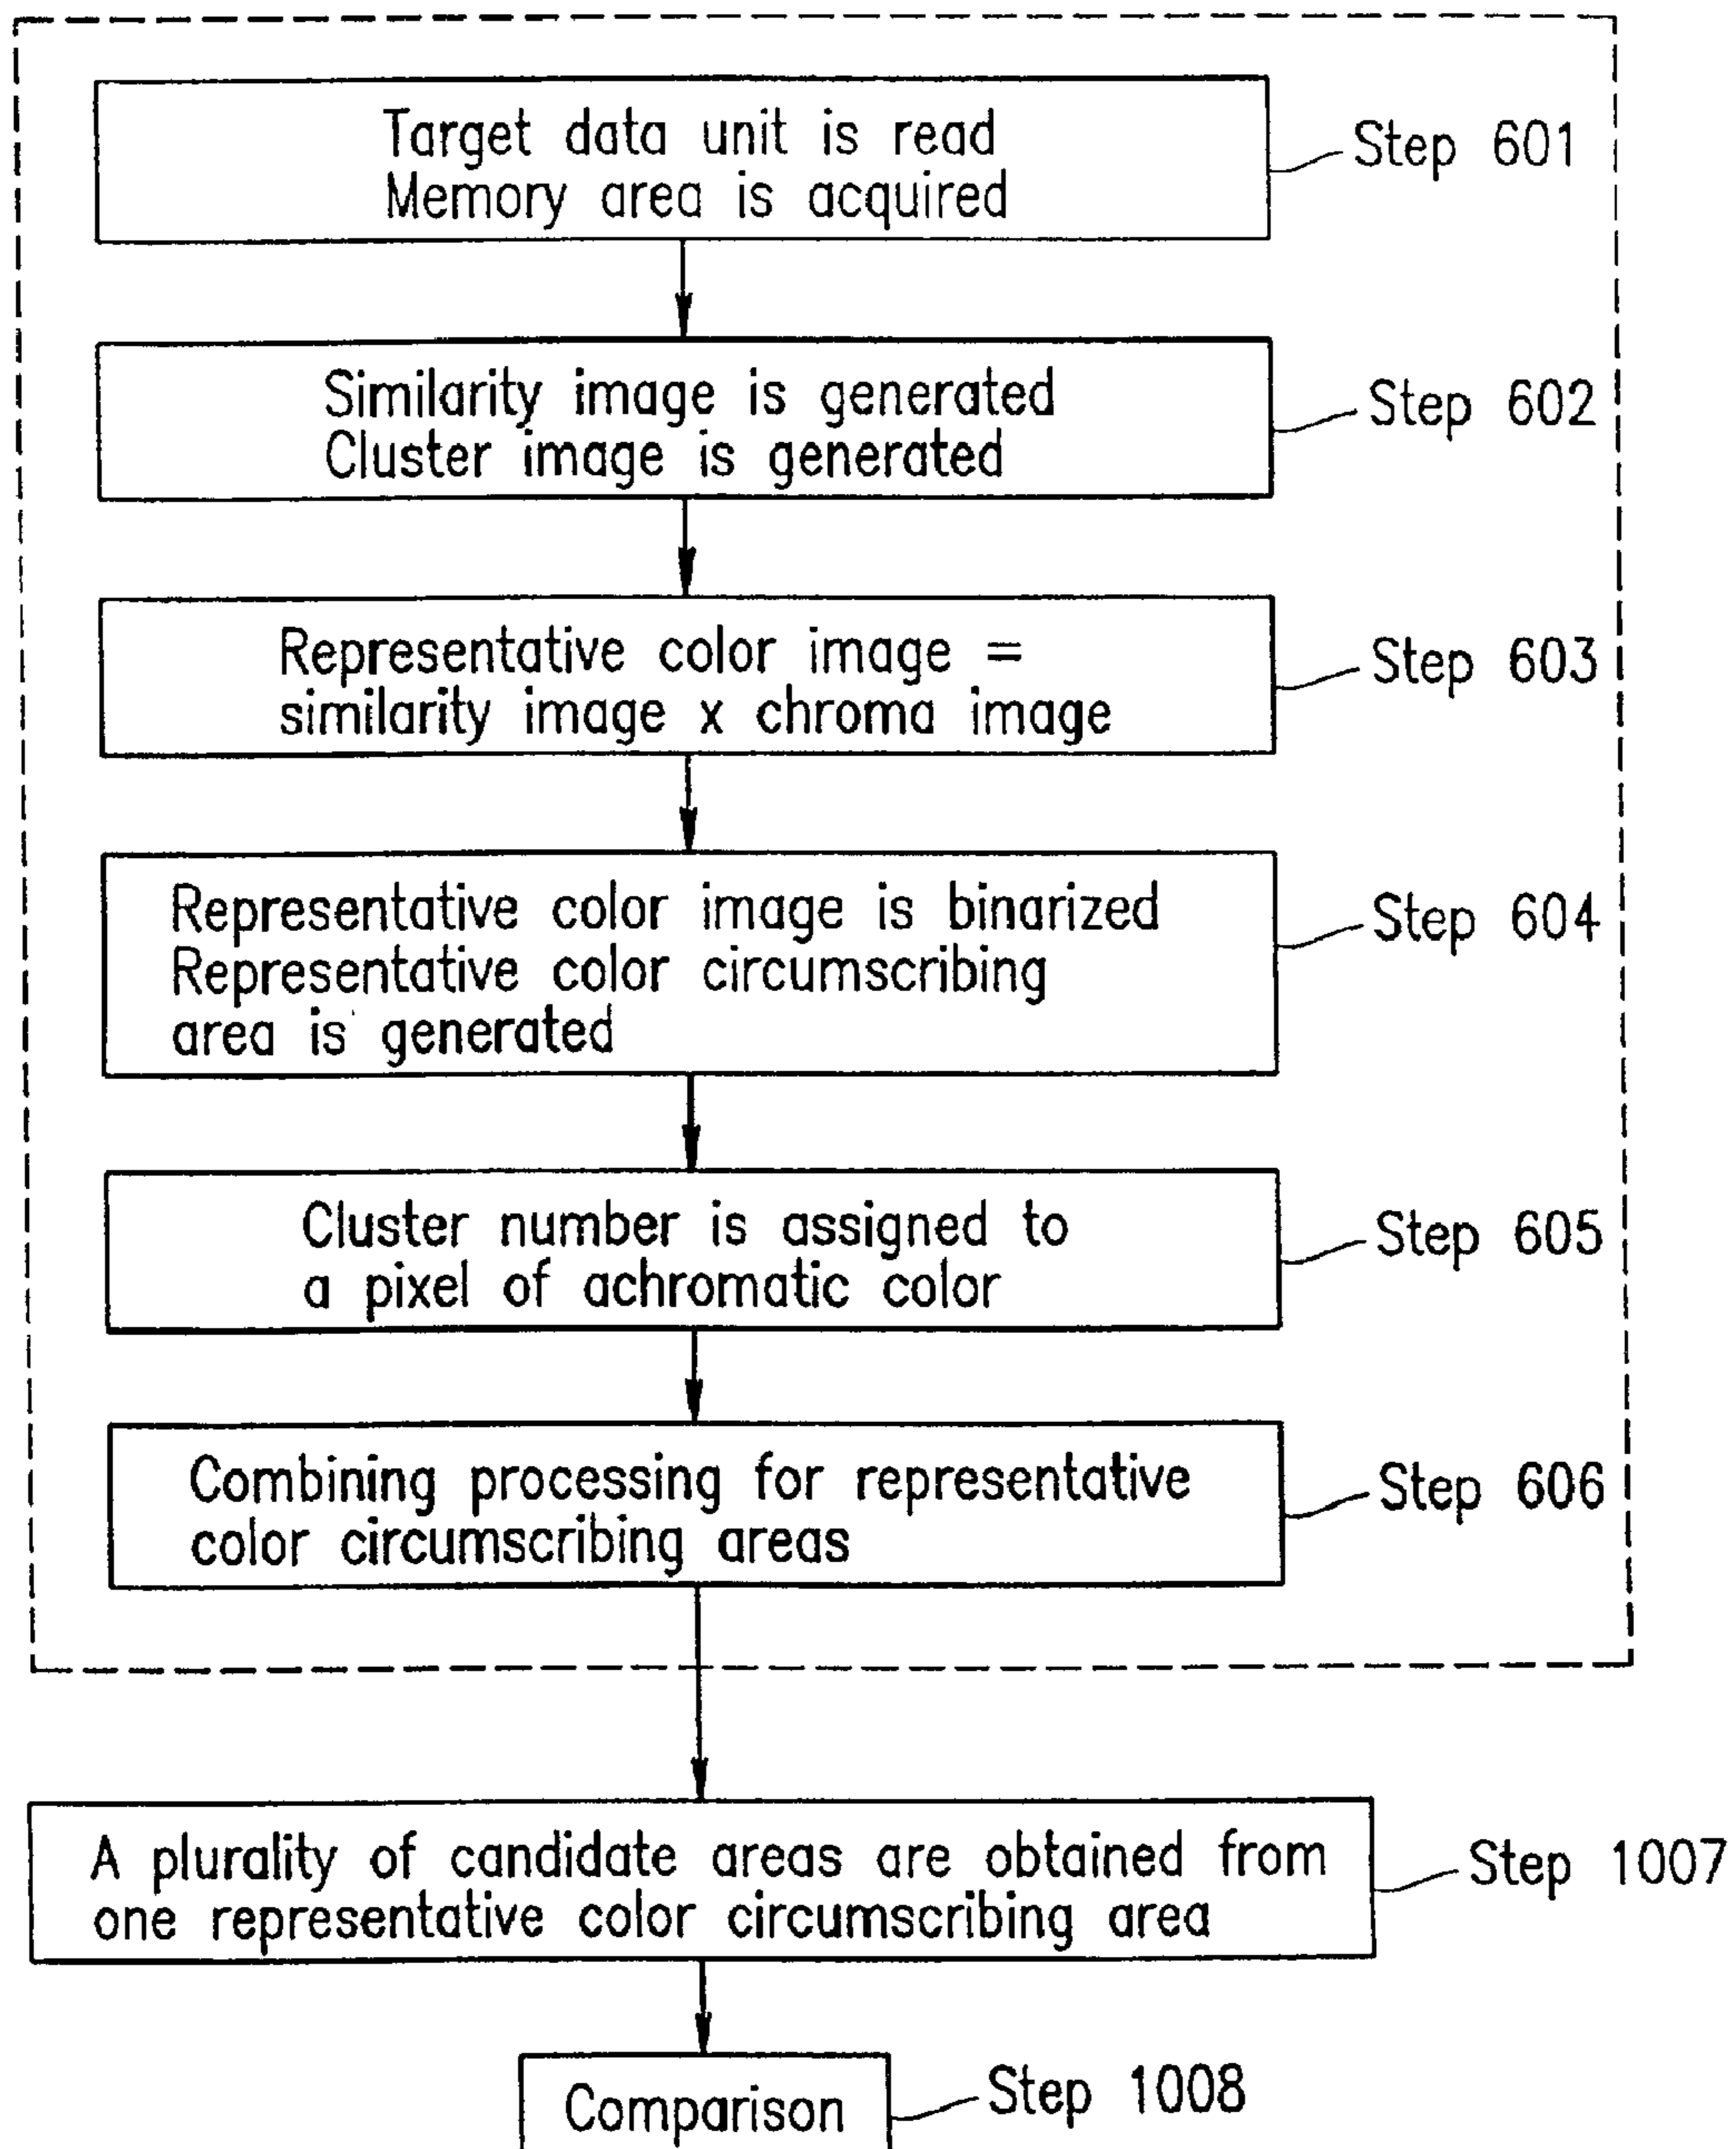 Target data unit is read
Memory area is acquired
Step 601
Similarity image is generated
Cluster image is generated
Step 602
Representative color image =
similarity image x chroma image
Step 603
Representative color image is binarized
Representative color circumscribing
area is generated
Step 604
Cluster number is assigned to
a pixel of achromatic color
Step 605
Combining processing for representative
color circumscribing areas
Step 606
A plurality of candidate areas are obtained from
one representative color circumscribing area
Step 1007
Comparison
Step 1008